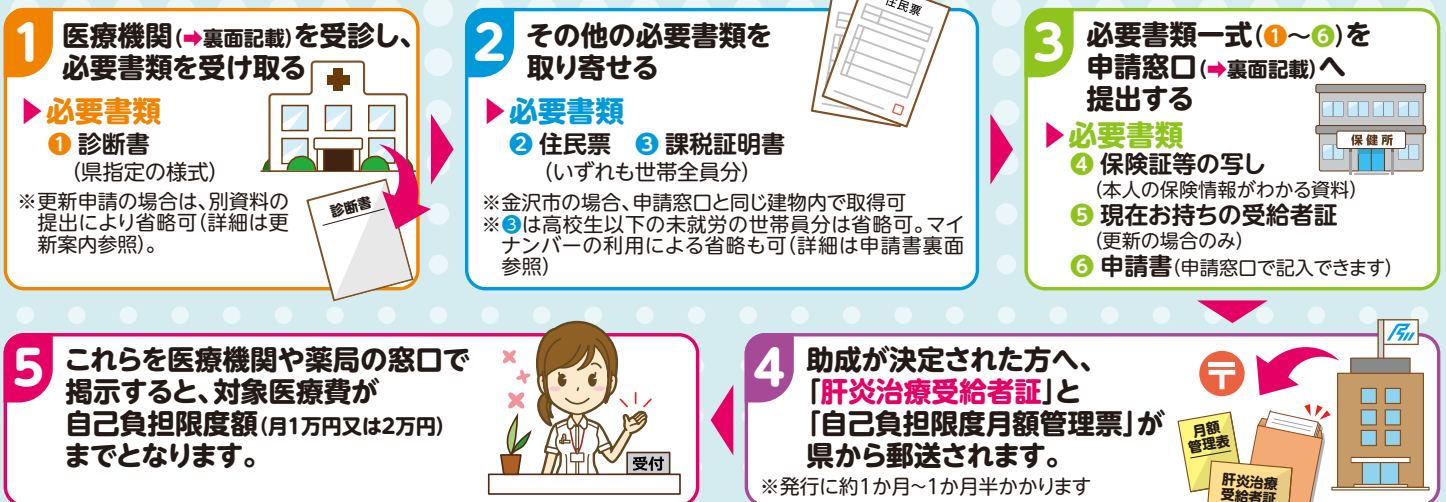 1
医療機関(➡裏面記載)を受診し、
必要書類を受け取る
▶必要書類
❶ 診断書
(県指定の様式)
※更新申請の場合は、別資料の
提出により省略可(詳細は更
新案内参照)。
診断書
2
その他の必要書類を
取り寄せる
住民票
▶必要書類
❷ 住民票 ❸ 課税証明書
(いずれも世帯全員分)
※金沢市の場合、申請窓口と同じ建物内で取得可
※❸は高校生以下の未就労の世帯員分は省略可。マイ
ナンバーの利用による省略も可(詳細は申請書裏面
参照)
3
必要書類一式(❶~❻)を
申請窓口(➡裏面記載)へ
提出する
保健所
▶必要書類
❹ 保険証等の写し
(本人の保険情報がわかる資料)
❺ 現在お持ちの受給者証
(更新の場合のみ)
❻ 申請書(申請窓口で記入できます)
4
助成が決定された方へ、
「肝炎治療受給者証」と
「自己負担限度月額管理票」が
県から郵送されます。
※発行に約1か月~1か月半かかります
〒
月額
管理表
肝炎治療
受給者証
5
これらを医療機関や薬局の窓口で
掲示すると、対象医療費が
自己負担限度額(月1万円又は2万円)
までとなります。
受付